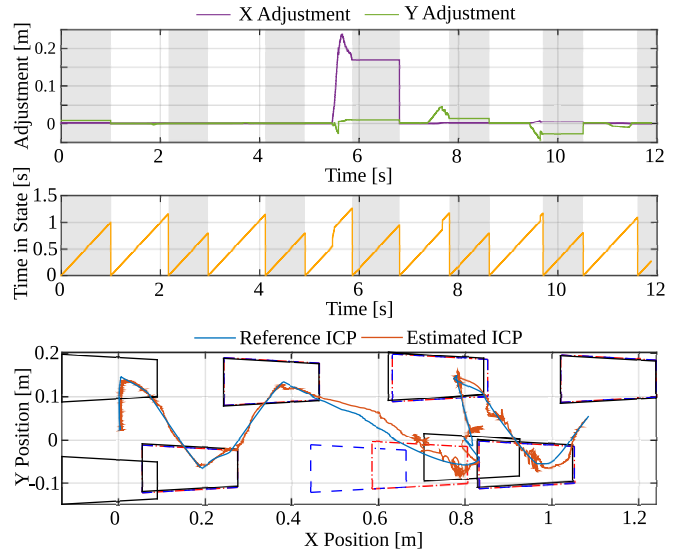 X Adjustment Y Adjustment
Adjustment [m]
0.2
0.1
0
0 2 4 6 8 10 12
Time [s]
Time in State [s]
1.5
1
0.5
0
0 2 4 6 8 10 12
Time [s]
Reference ICP Estimated ICP
Y Position [m]
0.2
0.1
0
-0.1
0 0.2 0.4 0.6 0.8 1 1.2
X Position [m]